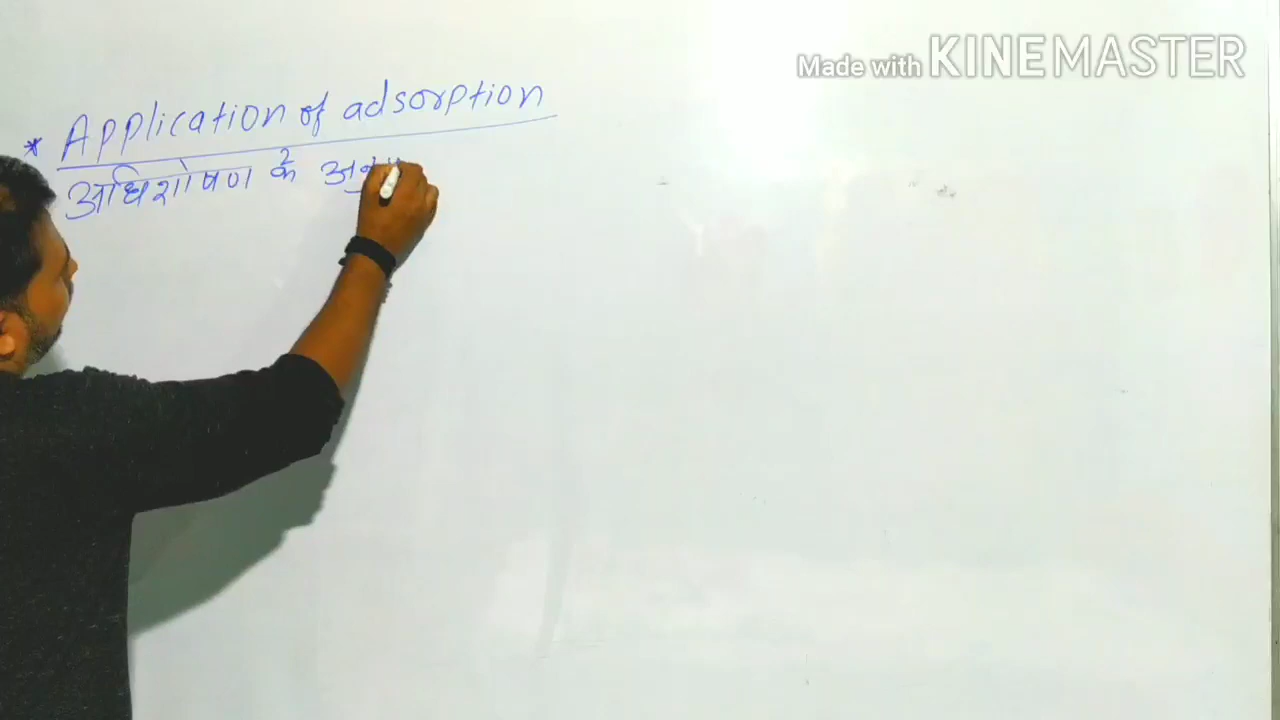 Made with KINEMASTER
* Application of adsorption
अधिशोषण के